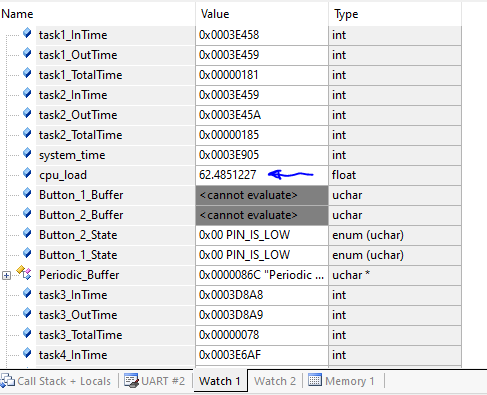 Name Value Type
task1_InTime 0x0003E458 int
task1_OutTime 0x0003E459 int
task1_TotalTime 0x00000181 int
task2_InTime 0x0003E459 int
task2_OutTime 0x0003E45A int
task2_TotalTime 0x00000185 int
system_time 0x0003E905 int
cpu_load 62.4851227 float
Button_1_Buffer <cannot evaluate> uchar
Button_2_Buffer <cannot evaluate> uchar
Button_2_State 0x00 PIN_IS_LOW enum (uchar)
Button_1_State 0x00 PIN_IS_LOW enum (uchar)
Periodic_Buffer 0x0000086C "Periodic ... uchar *
task3_InTime 0x0003D8A8 int
task3_OutTime 0x0003D8A9 int
task3_TotalTime 0x00000078 int
task4_InTime 0x0003E6AF int
Call Stack + Locals UART #2 Watch 1 Watch 2 Memory 1